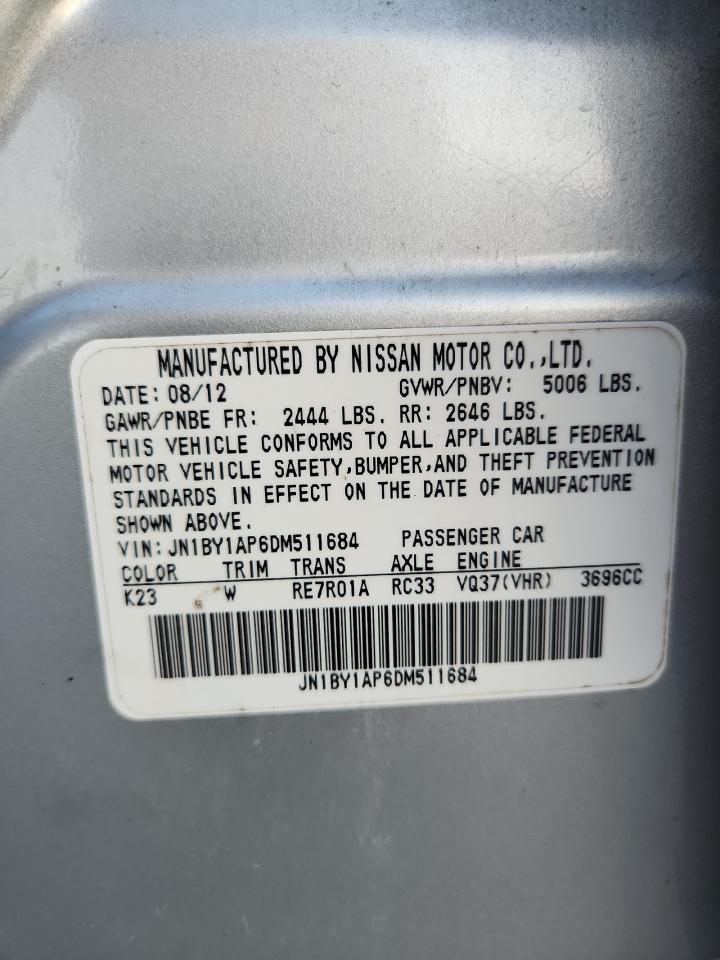 MANUFACTURED BY NISSAN MOTOR CO.,LTD.
DATE: 08/12 GVWR/PNBV: 5006 LBS.
GAWR/PNBE FR: 2444 LBS. RR: 2646 LBS.
THIS VEHICLE CONFORMS TO ALL APPLICABLE FEDERAL
MOTOR VEHICLE SAFETY,BUMPER,AND THEFT PREVENTION
STANDARDS IN EFFECT ON THE DATE OF MANUFACTURE
SHOWN ABOVE.
VIN: JN1BY1AP6DM511684 PASSENGER CAR
COLOR TRIM TRANS AXLE ENGINE
K23 W RE7R01A RC33 VQ37(VHR) 3696CC
JN1BY1AP6DM511684